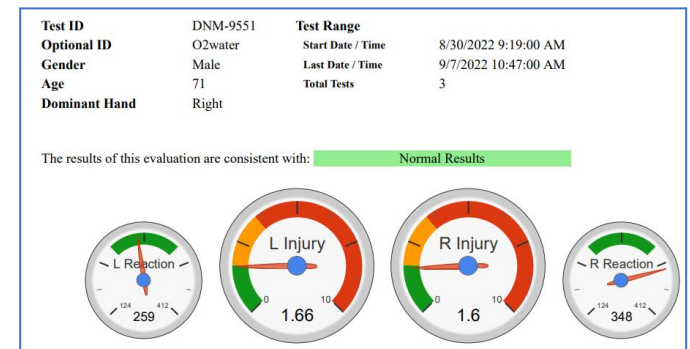 Test ID DNM-9551 Test Range
Optional ID O2water Start Date / Time 8/30/2022 9:19:00 AM
Gender Male Last Date / Time 9/7/2022 10:47:00 AM
Age 71 Total Tests 3
Dominant Hand Right
The results of this evaluation are consistent with: Normal Results
L Reaction
124 412
259
L Injury
0 10
1.66
R Injury
0 10
1.6
R Reaction
124 412
348